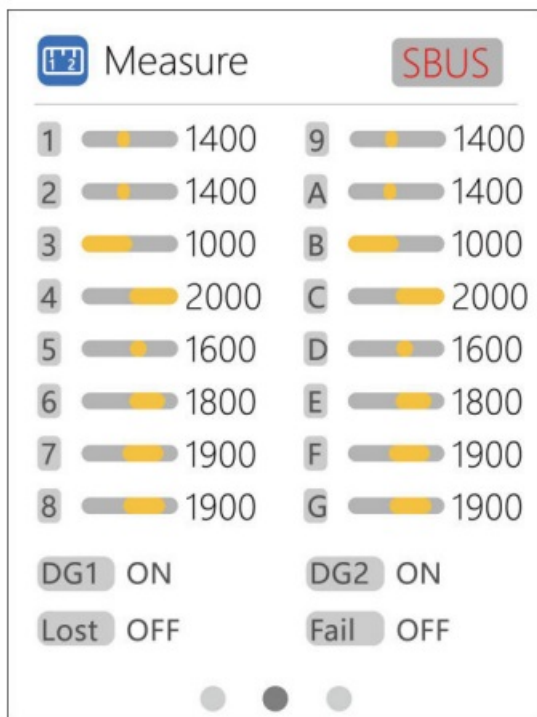 Measure SBUS
1 1400 9 1400
2 1400 A 1400
3 1000 B 1000
4 2000 C 2000
5 1600 D 1600
6 1800 E 1800
7 1900 F 1900
8 1900 G 1900
DG1 ON DG2 ON
Lost OFF Fail OFF